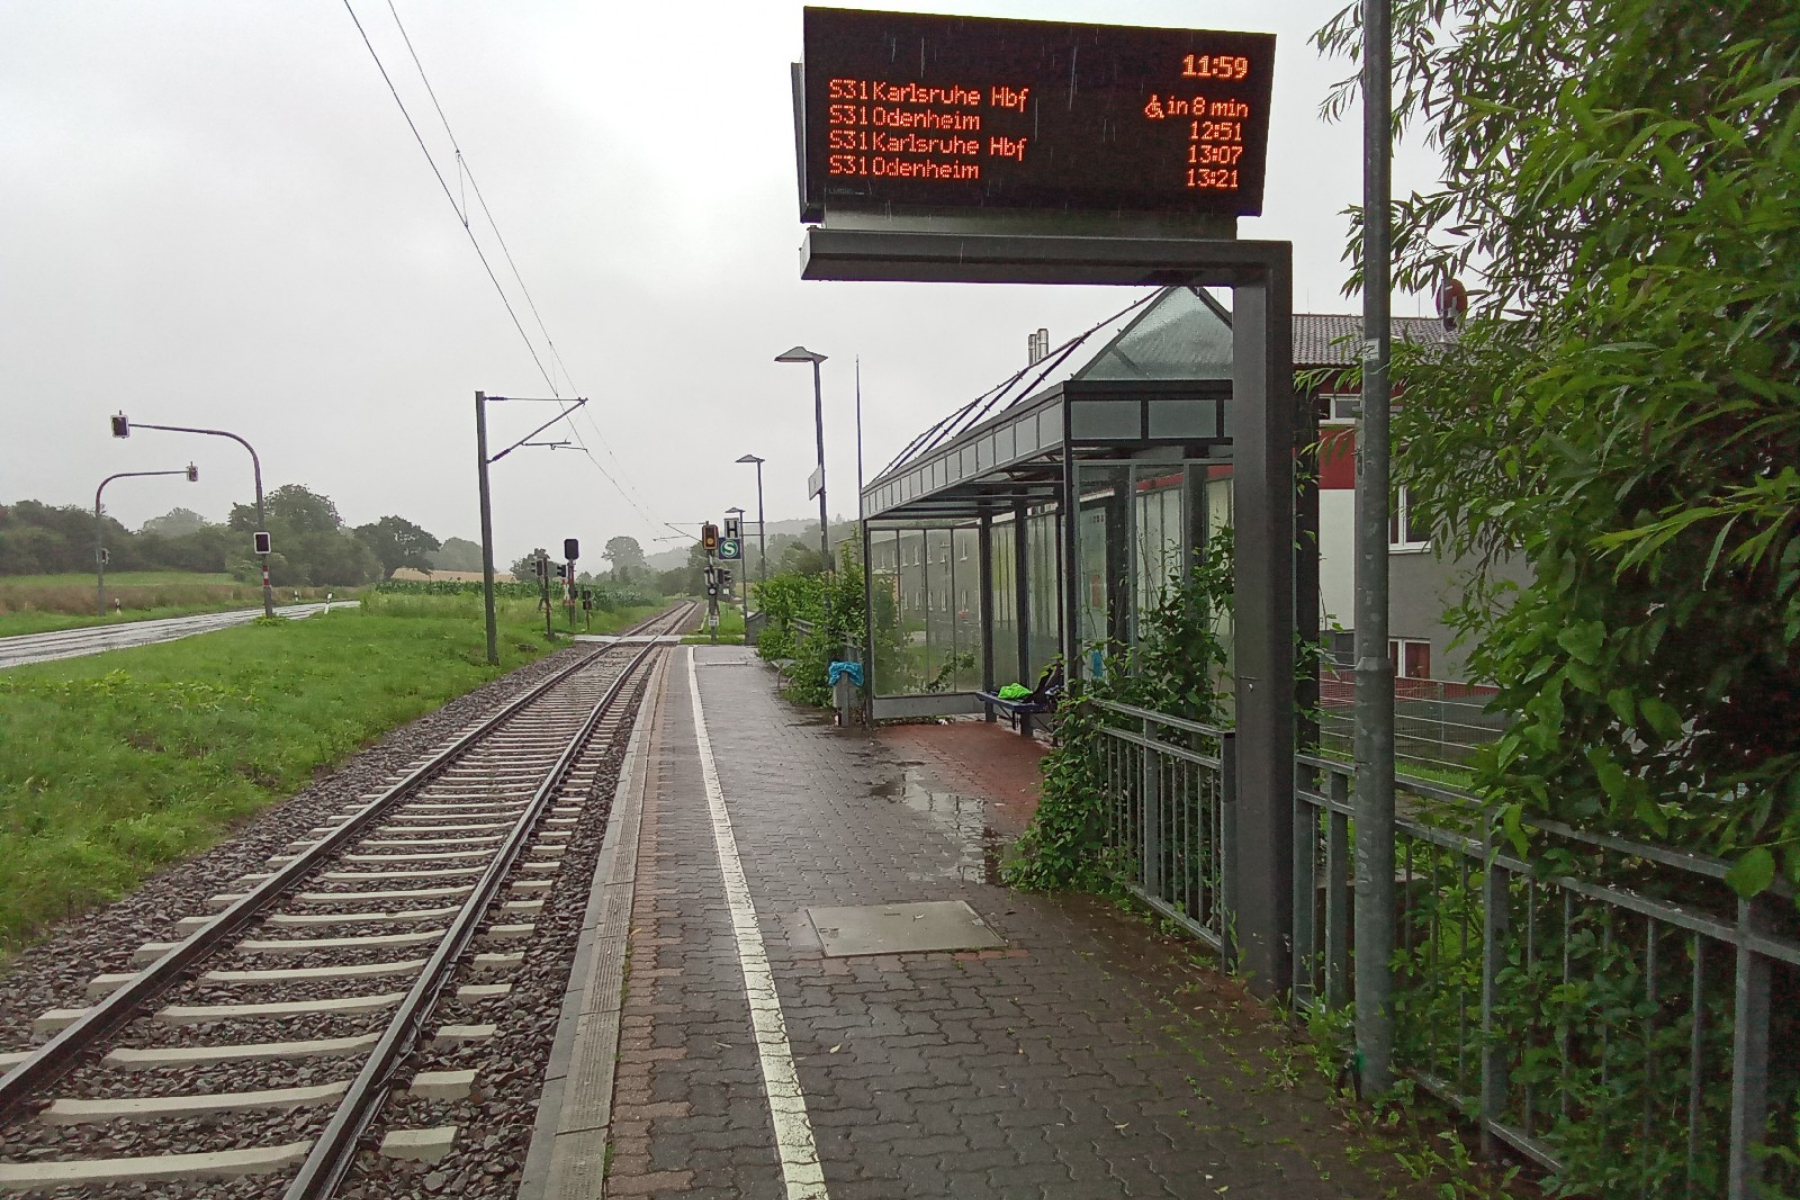 11:59
S31 Karlsruhe Hbf in 8 min
S31 Odenheim 12:51
S31 Karlsruhe Hbf 13:07
S31 Odenheim 13:21
H
S